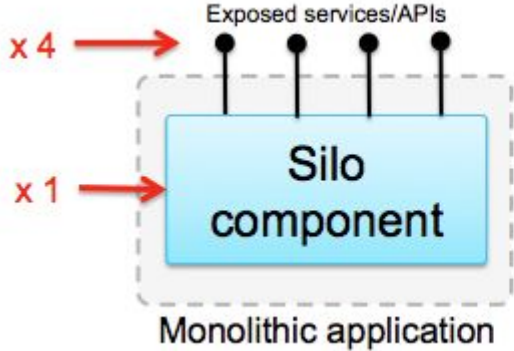 Exposed services/APIs
x 4
x 1
Silo
component
Monolithic application